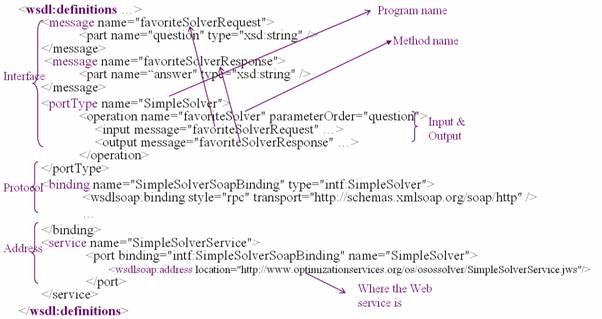 <wsdl:definitions ...>
<message name="favoriteSolverRequest">
<part name="question" type="xsd:string" />
</message>
<message name="favoriteSolverResponse">
<part name=“answer" type="xsd:string" />
</message>
<portType name="SimpleSolver">
<operation name="favoriteSolver" parameterOrder="question">
<input message="favoriteSolverRequest" ...>
<output message="favoriteSolverResponse" ...>
</operation>
</portType>
<binding name="SimpleSolverSoapBinding" type="intf:SimpleSolver">
<wsdlsoap:binding style="rpc" transport="http://schemas.xmlsoap.org/soap/http" />
...
</binding>
<service name="SimpleSolverService">
<port binding="intf:SimpleSolverSoapBinding" name="SimpleSolver">
<wsdlsoap:address location="http://www.optimizationservices.org/os/osossolver/SimpleSolverService.jws"/>
</port>
</service>
</wsdl:definitions>
Interface
Protocol
Address
Program name
Method name
Input &
Output
Where the Web
service is